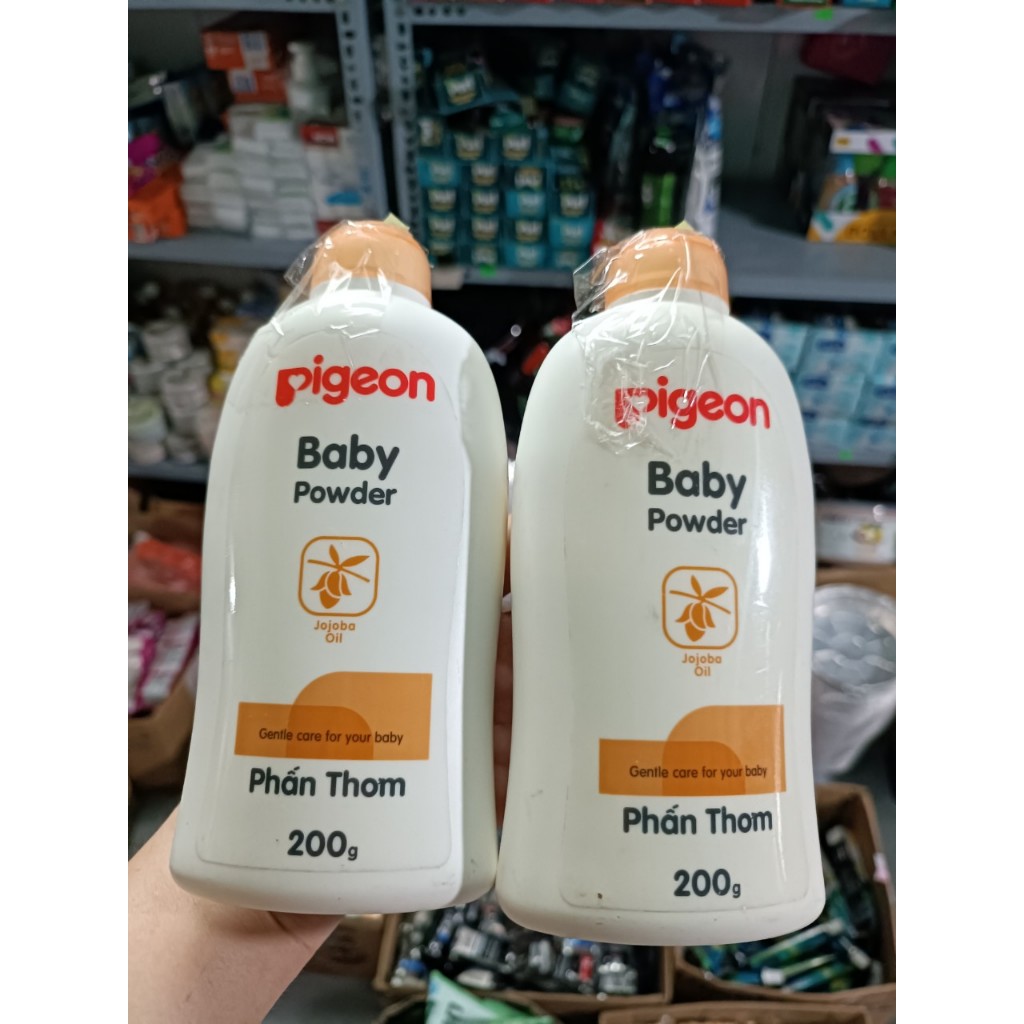 pigeon
Baby
Powder
Jojoba
Oil
Gentle care for your baby
Phấn Thơm
200g
pigeon
Baby
Powder
Jojoba
Oil
Gentle care for your baby
Phấn Thơm
200g